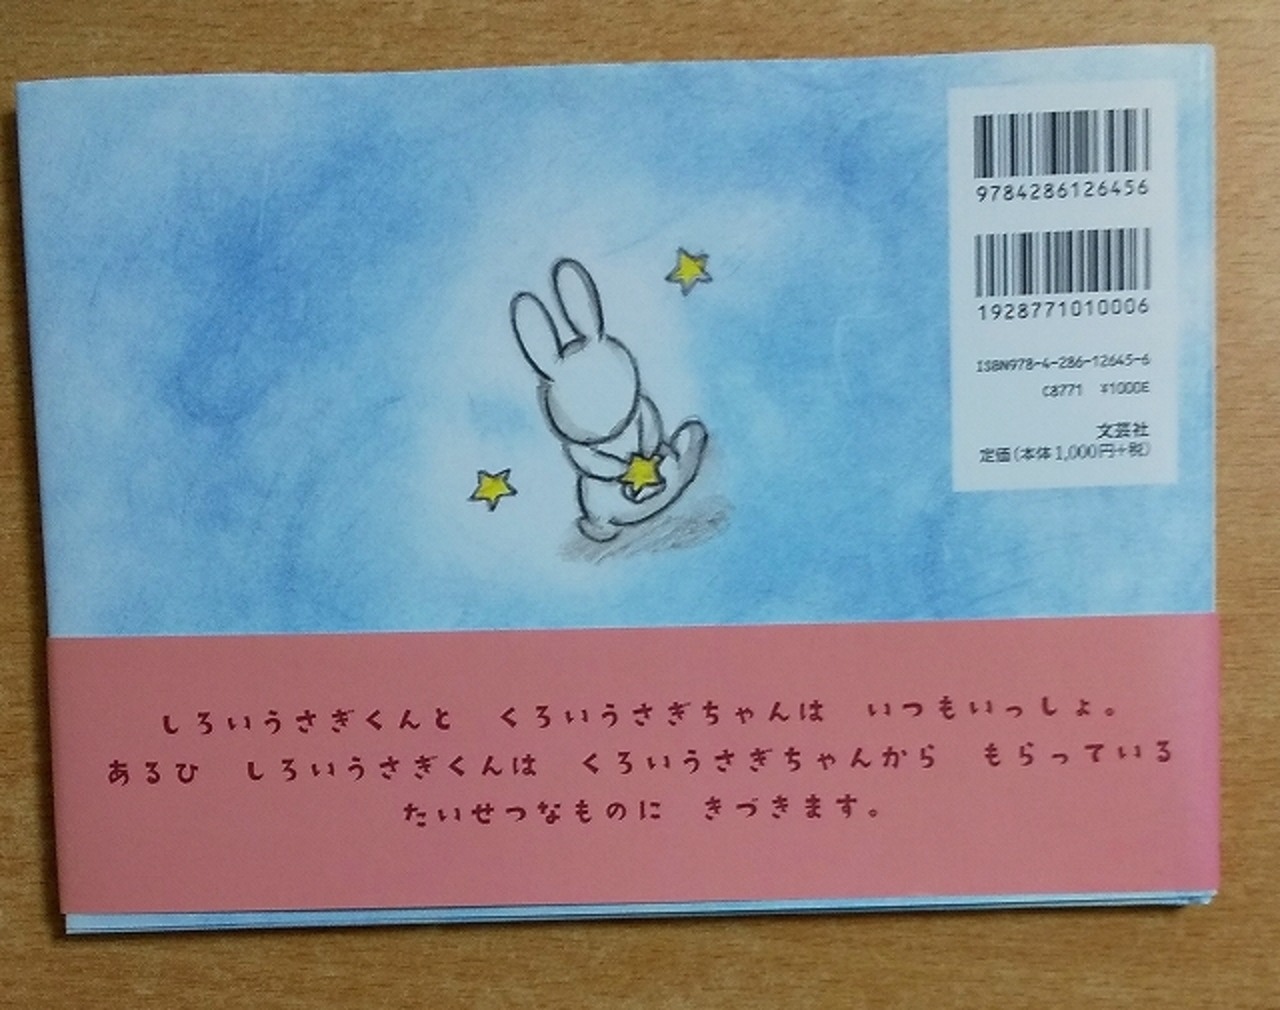 9784286126456
1928771010006
ISBN978-4-286-12645-6
C8771 ¥1000E
文芸社
定価(本体1,000円+税)
しろいうさぎくんと くろいうさぎちゃんは いつもいっしょ。
あるひ しろいうさぎくんは くろいうさぎちゃんから もらっている
たいせつなものに きづきます。